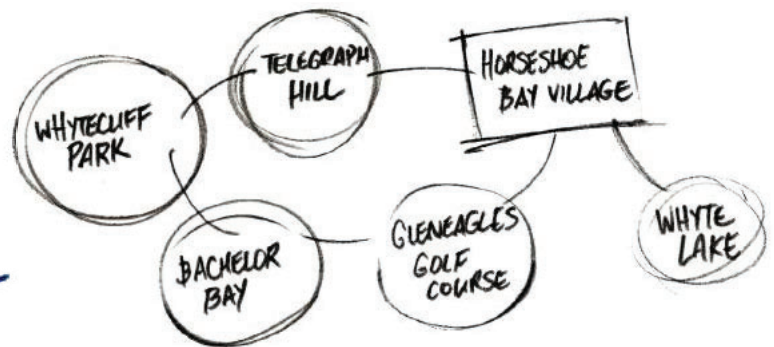 WHYTECLIFF
PARK
TELEGRAPH
HILL
HORSESHOE
BAY VILLAGE
BACHELOR
BAY
GLENEAGLES
GOLF
COURSE
WHYTE
LAKE